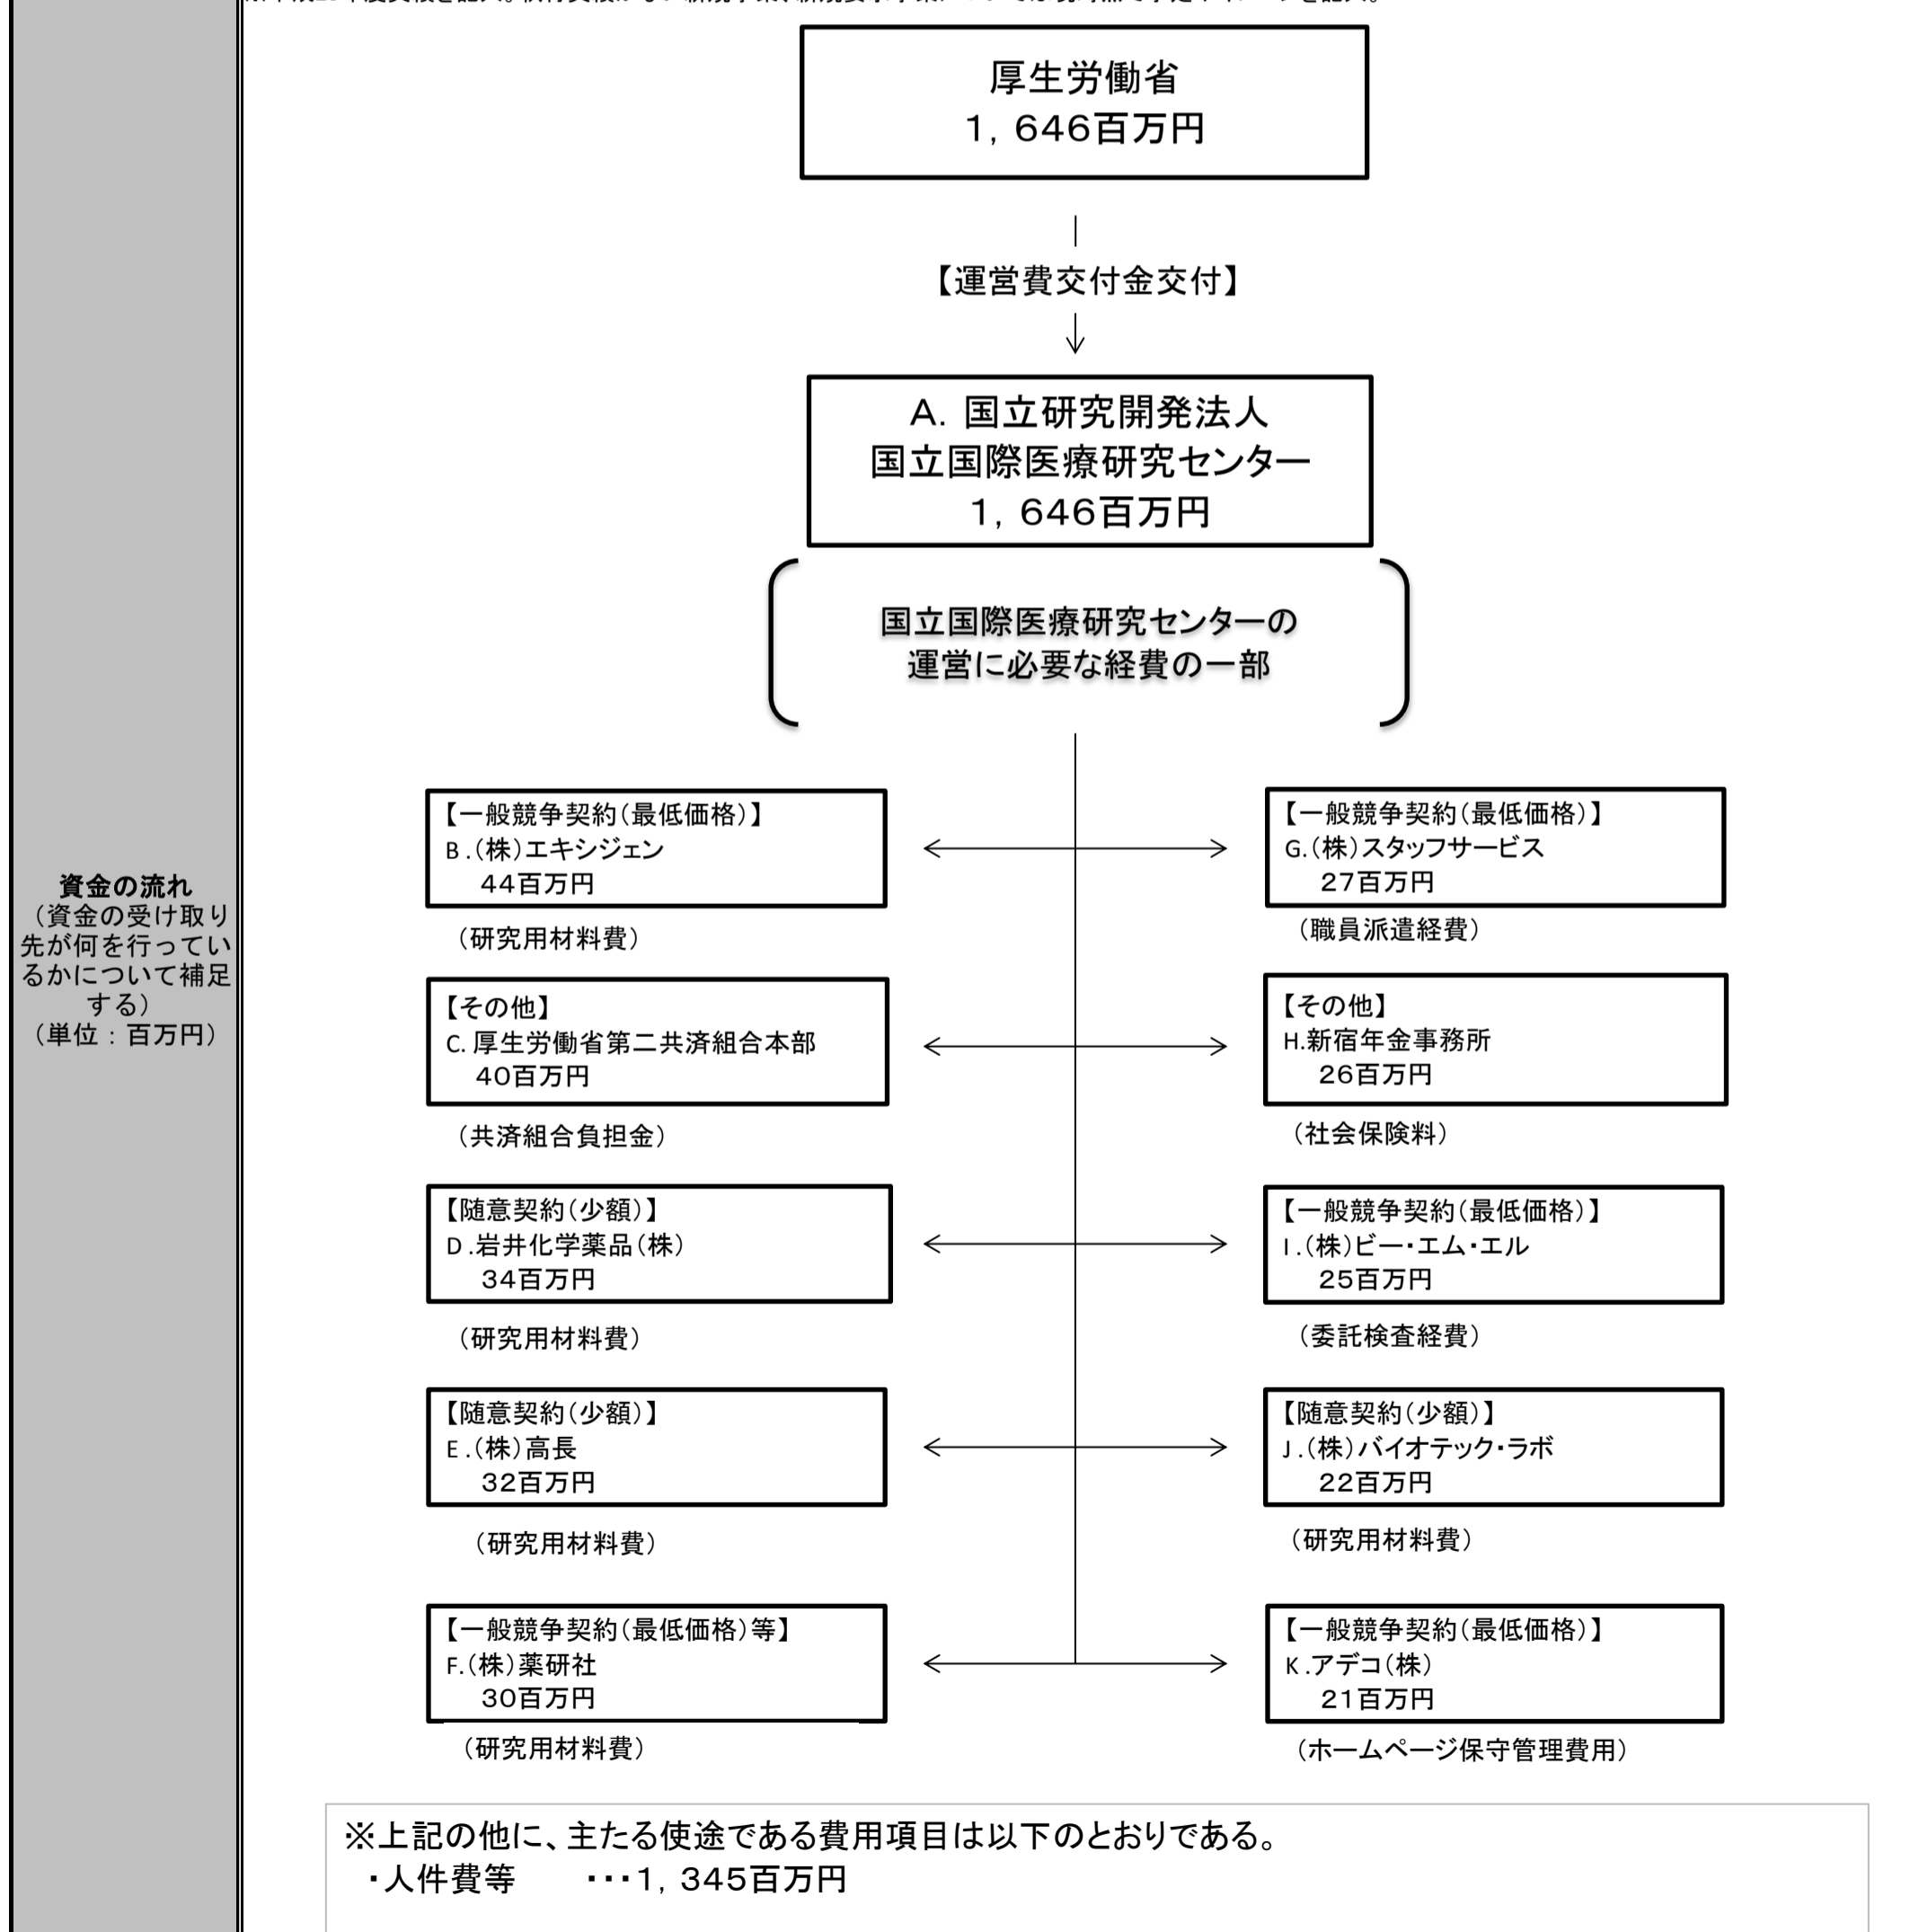 厚生労働省
１，６４６百万円
【運営費交付金交付】
Ａ．国立研究開発法人
国立国際医療研究センター
１，６４６百万円
国立国際医療研究センターの
運営に必要な経費の一部
資金の流れ
（資金の受け取り
先が何を行ってい
るかについて補足
する）
（単位：百万円）
【一般競争契約（最低価格）】
B .（株）エキシジェン
４４百万円
（研究用材料費）
【一般競争契約（最低価格）】
G.（株）スタッフサービス
２７百万円
（職員派遣経費）
【その他】
C. 厚生労働省第二共済組合本部
４０百万円
（共済組合負担金）
【その他】
H.新宿年金事務所
２６百万円
（社会保険料）
【随意契約（少額）】
D .岩井化学薬品（株）
３４百万円
（研究用材料費）
【一般競争契約（最低価格）】
I .（株）ビー・エム・エル
２５百万円
（委託検査経費）
【随意契約（少額）】
E .（株）高長
３２百万円
（研究用材料費）
【随意契約（少額）】
J .（株）バイオテック・ラボ
２２百万円
（研究用材料費）
【一般競争契約（最低価格）等】
F.（株）薬研社
３０百万円
（研究用材料費）
【一般競争契約（最低価格）】
K .アデコ（株）
２１百万円
（ホームページ保守管理費用）
※上記の他に、主たる使途である費用項目は以下のとおりである。
・人件費等　　・・・１，３４５百万円